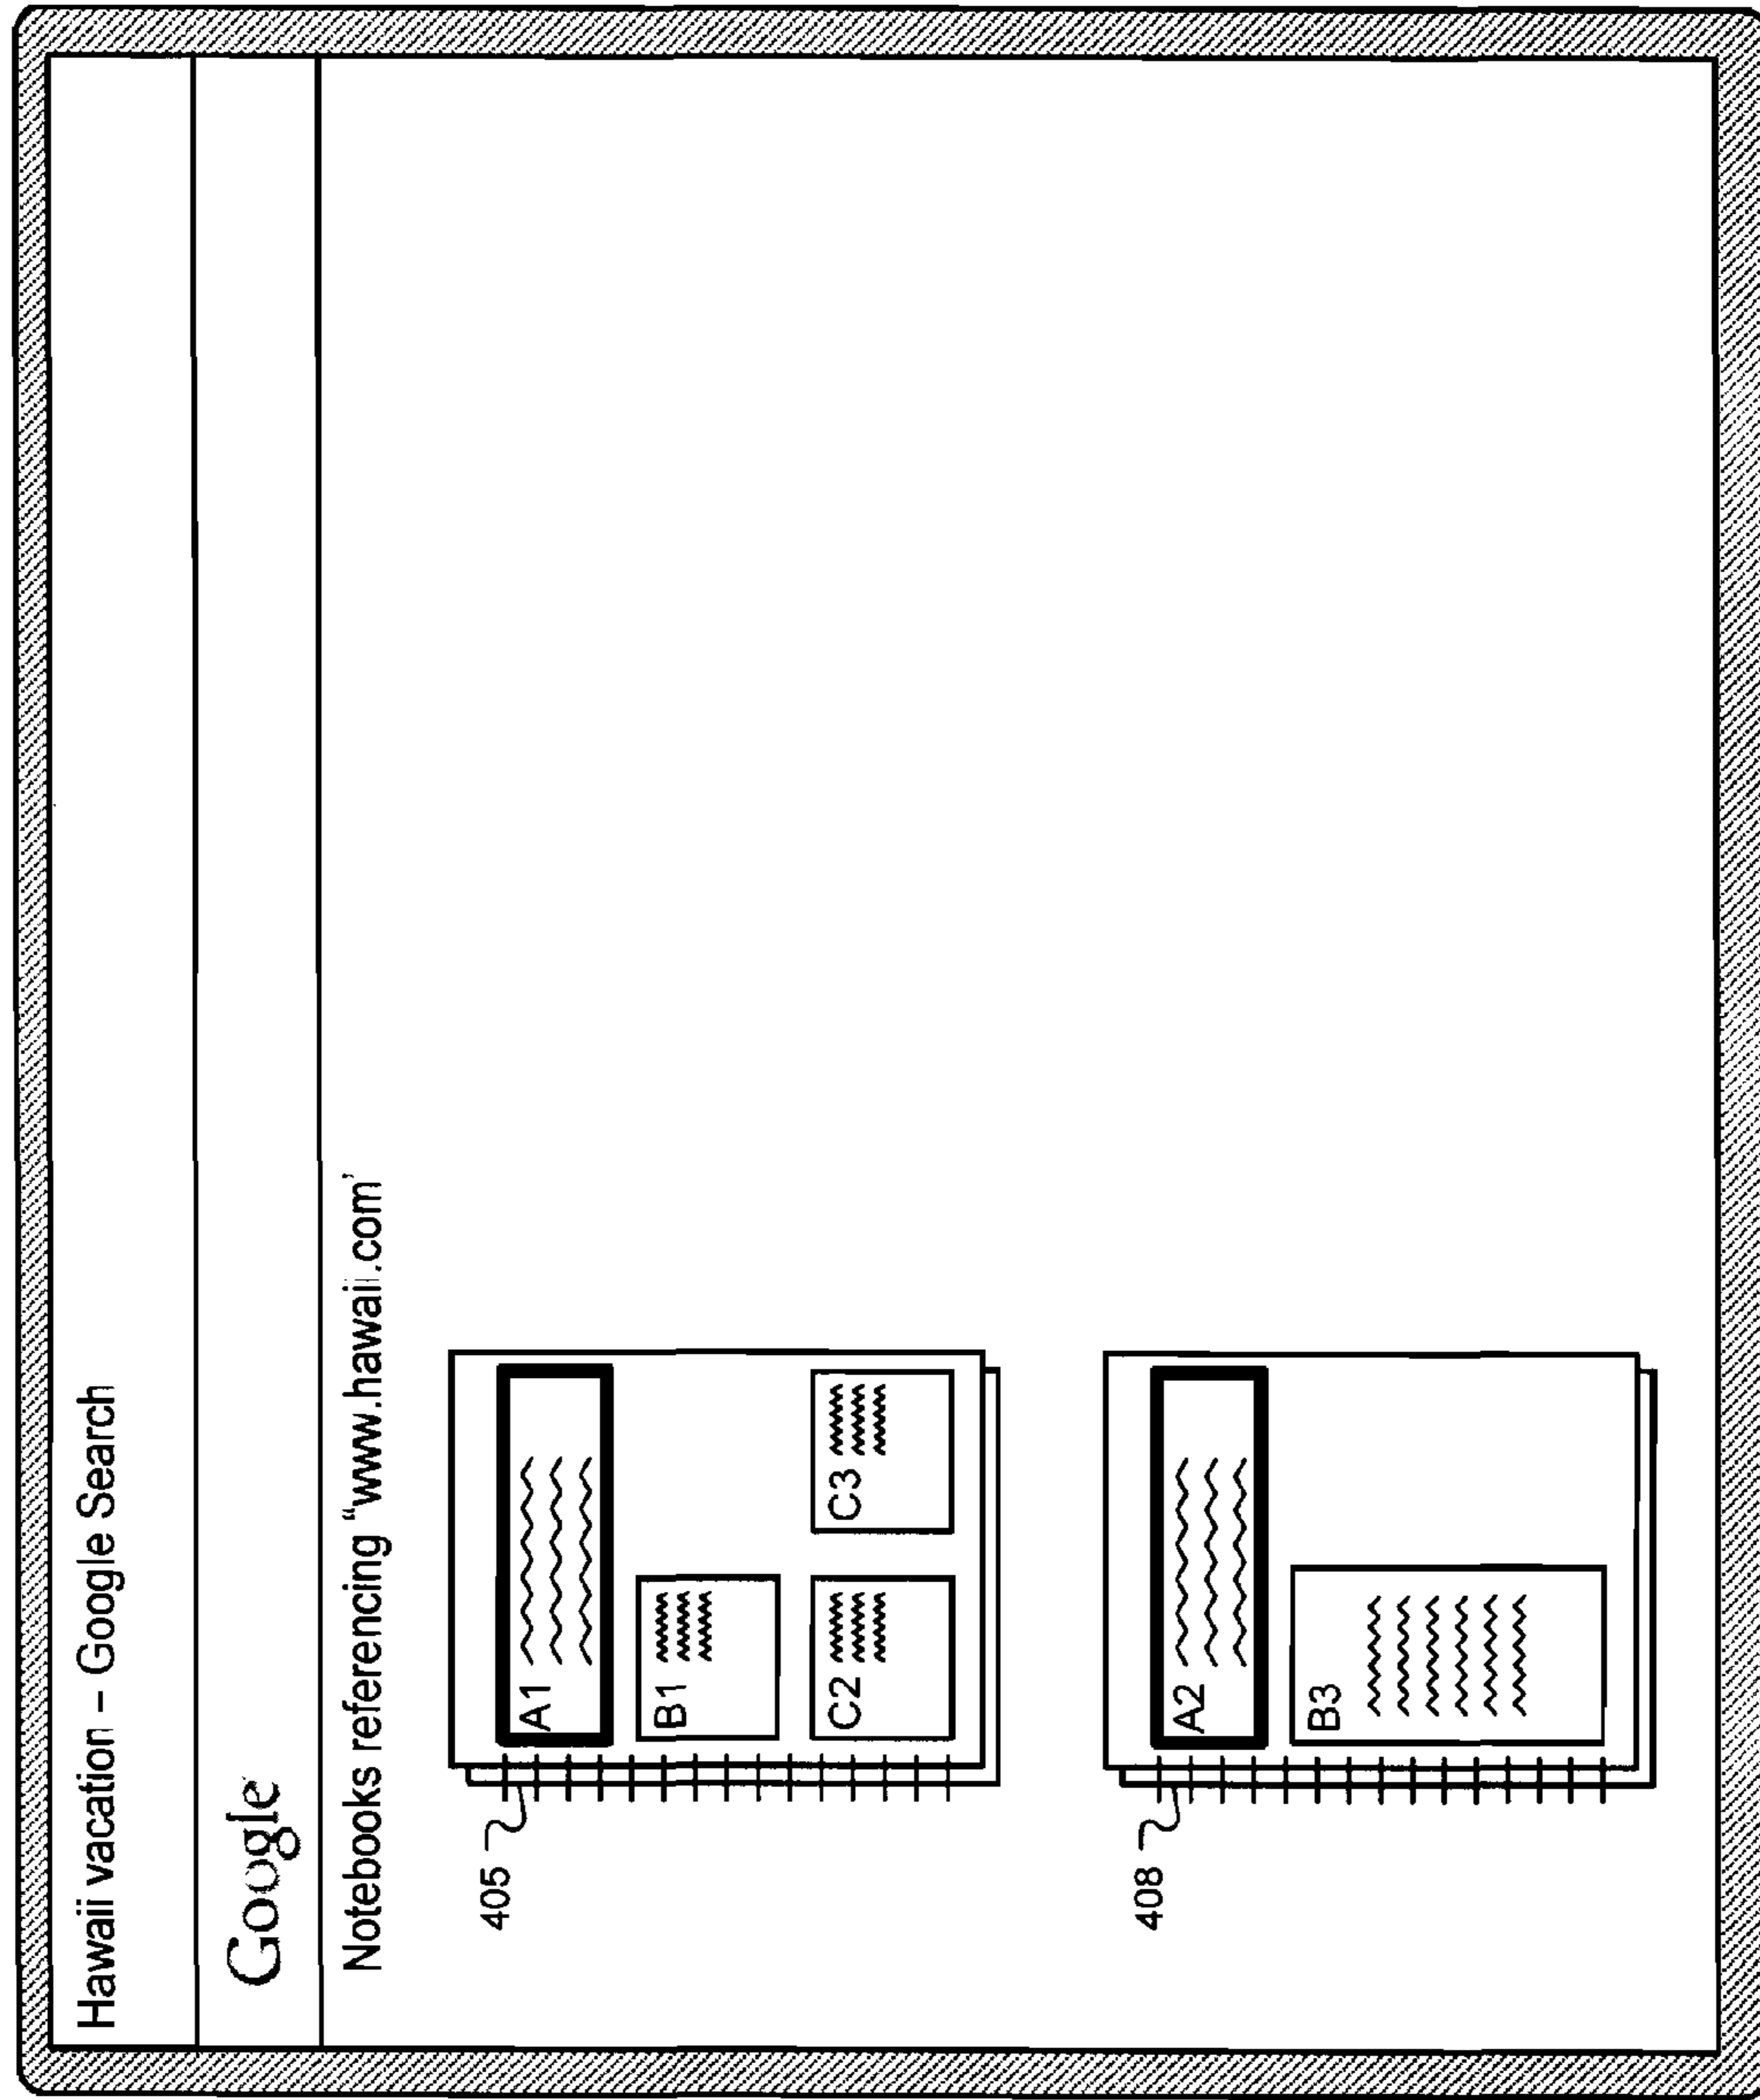 Hawaii vacation – Google Search
Google
Notebooks referencing “www.hawaii.com’
405
A1
B1
C2
C3
408
A2
B3